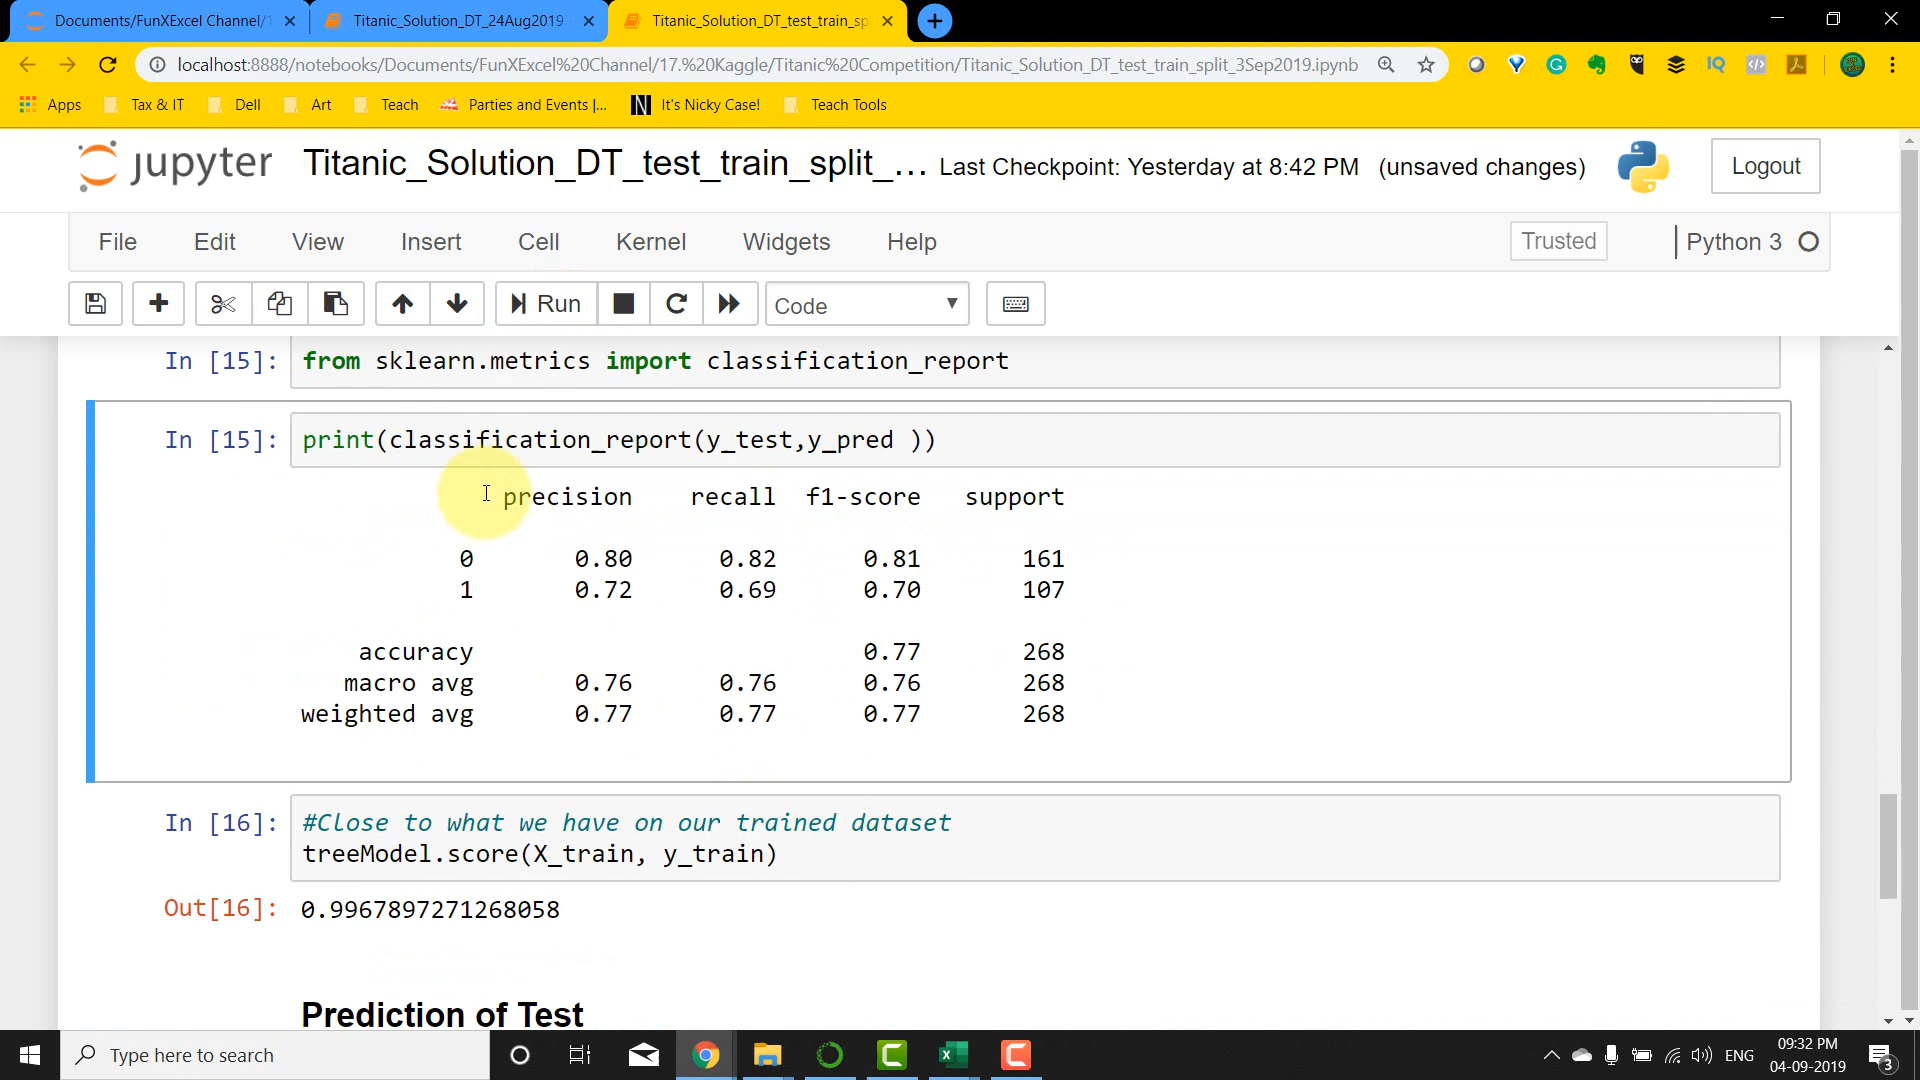 Documents/FunXExcel Channel/1
Titanic_Solution_DT_24Aug2019
Titanic_Solution_DT_test_train_sp
localhost:8888/notebooks/Documents/FunXExcel%20Channel/17.%20Kaggle/Titanic%20Competition/Titanic_Solution_DT_test_train_split_3Sep2019.ipynb
Apps Tax & IT Dell Art Teach Parties and Events |... It's Nicky Case! Teach Tools
jupyter Titanic_Solution_DT_test_train_split_... Last Checkpoint: Yesterday at 8:42 PM (unsaved changes) Logout
File Edit View Insert Cell Kernel Widgets Help Trusted Python 3
Run Code
In [15]: from sklearn.metrics import classification_report
In [15]: print(classification_report(y_test,y_pred ))
precision recall f1-score support
0 0.80 0.82 0.81 161
1 0.72 0.69 0.70 107
accuracy 0.77 268
macro avg 0.76 0.76 0.76 268
weighted avg 0.77 0.77 0.77 268
In [16]: #Close to what we have on our trained dataset
treeModel.score(X_train, y_train)
Out[16]: 0.9967897271268058
Prediction of Test
Type here to search
ENG
09:32 PM
04-09-2019
3